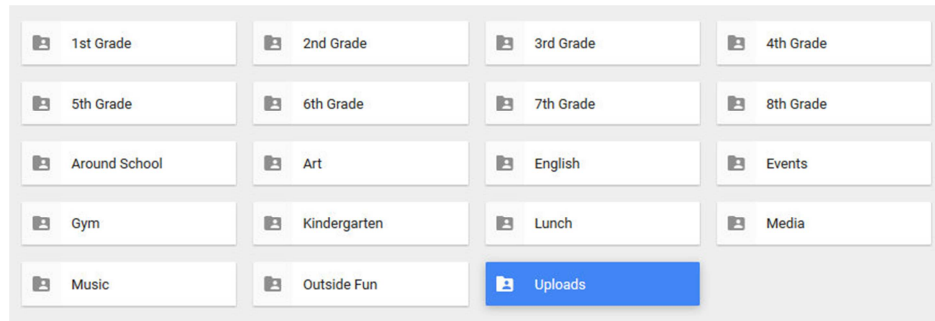 1st Grade 2nd Grade 3rd Grade 4th Grade
5th Grade 6th Grade 7th Grade 8th Grade
Around School Art English Events
Gym Kindergarten Lunch Media
Music Outside Fun Uploads